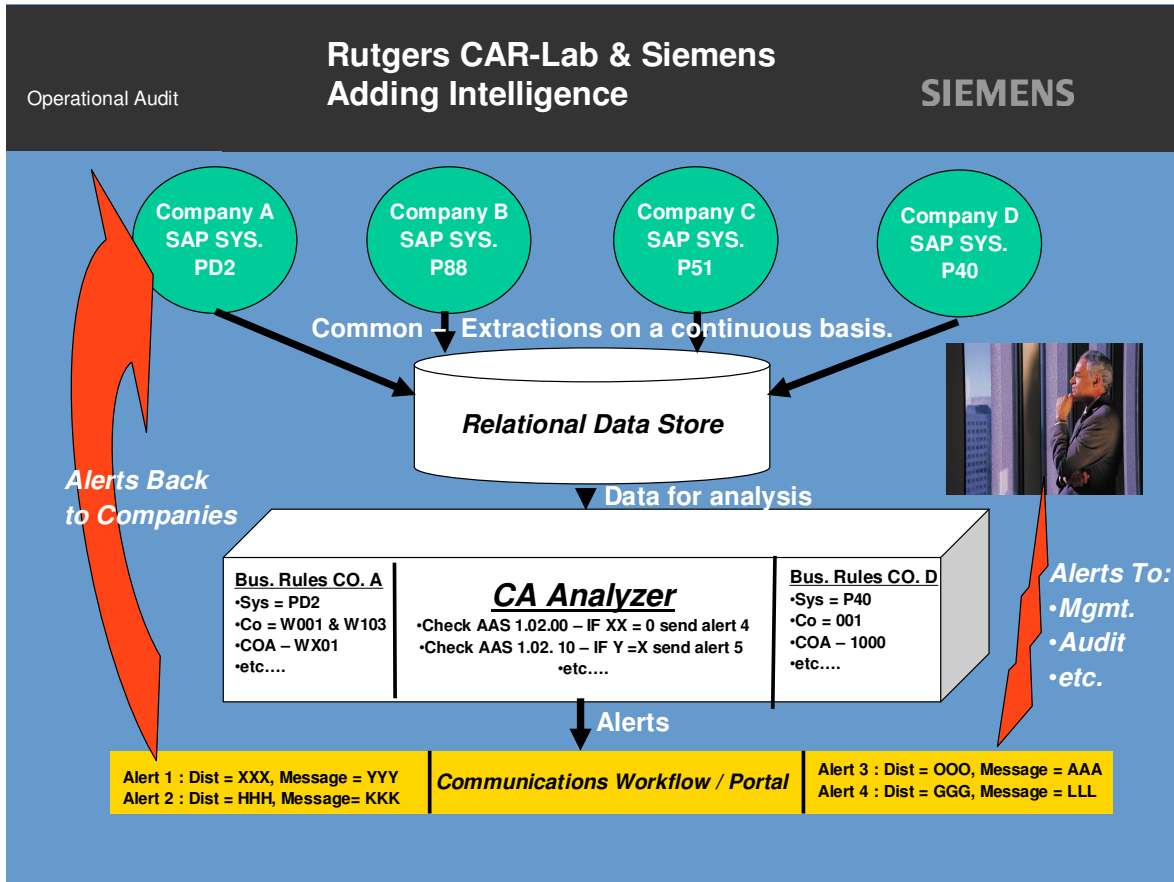 Operational Audit
Rutgers CAR-Lab & Siemens
Adding Intelligence
SIEMENS
Company A
SAP SYS.
PD2
Company B
SAP SYS.
P88
Company C
SAP SYS.
P51
Company D
SAP SYS.
P40
Common – Extractions on a continuous basis.
Relational Data Store
Alerts Back
to Companies
Data for analysis
Bus. Rules CO. A
•Sys = PD2
•Co = W001 & W103
•COA – WX01
•etc….
CA Analyzer
•Check AAS 1.02.00 – IF XX = 0 send alert 4
•Check AAS 1.02. 10 – IF Y =X send alert 5
•etc….
Bus. Rules CO. D
•Sys = P40
•Co = 001
•COA – 1000
•etc….
Alerts To:
•Mgmt.
•Audit
•etc.
Alerts
Alert 1 : Dist = XXX, Message = YYY
Alert 2 : Dist = HHH, Message= KKK
Communications Workflow / Portal
Alert 3 : Dist = OOO, Message = AAA
Alert 4 : Dist = GGG, Message = LLL